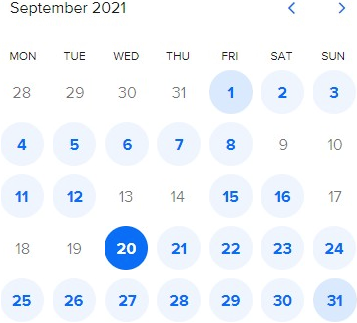 September 2021
MON TUE WED THU FRI SAT SUN
28 29 30 31 1 2 3
4 5 6 7 8 9 10
11 12 13 14 15 16 17
18 19 20 21 22 23 24
25 26 27 28 29 30 31